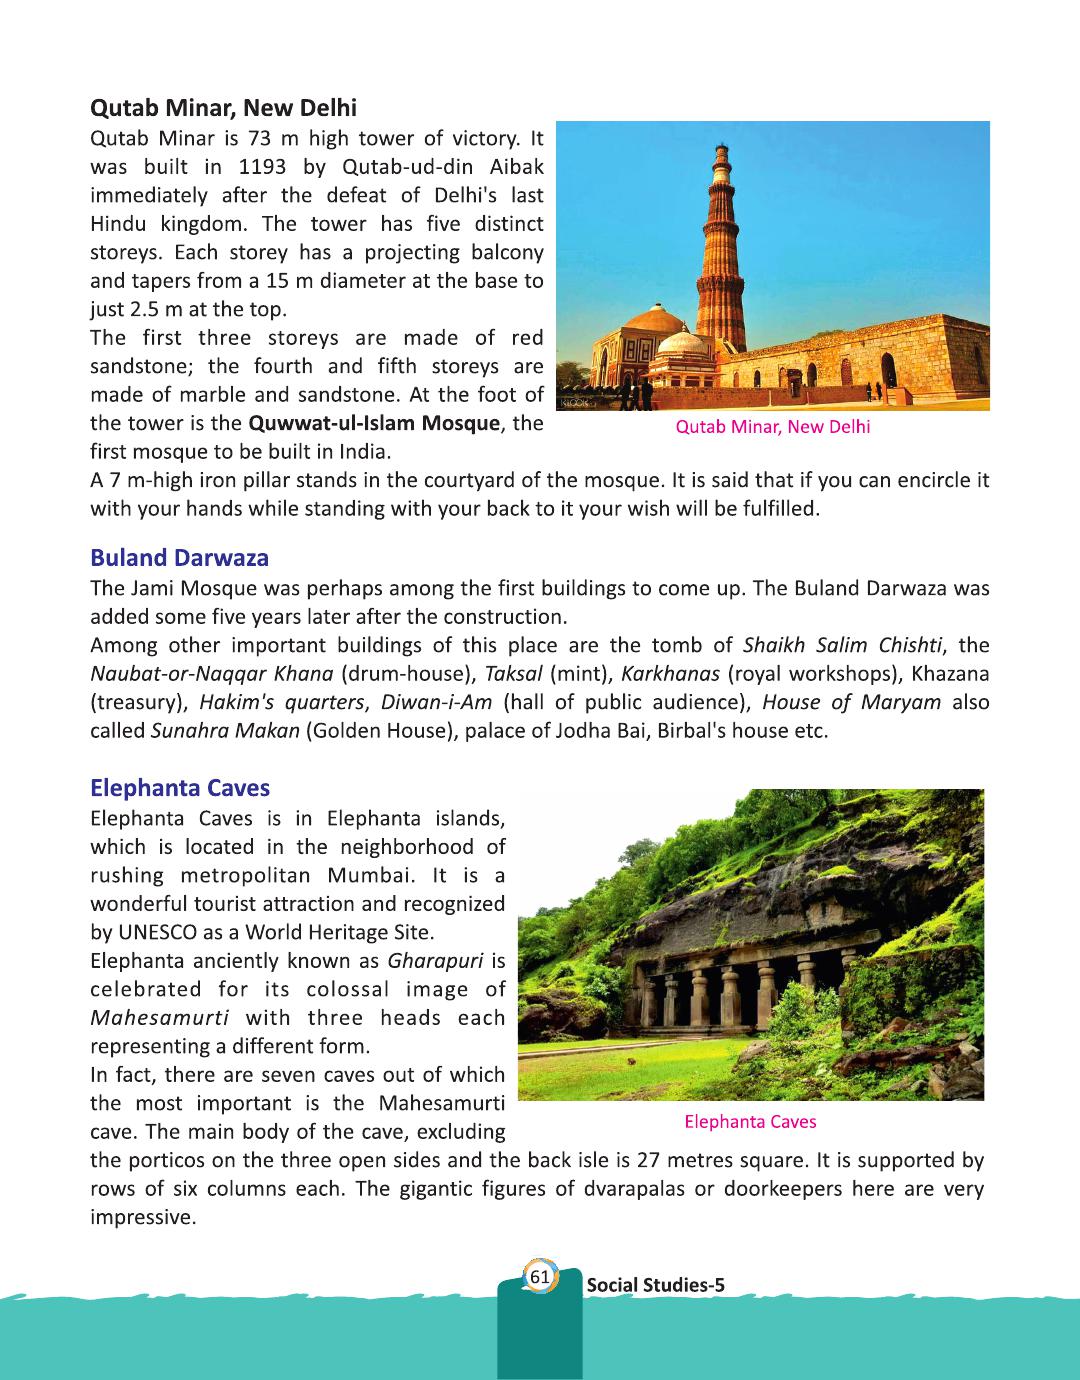 Qutab Minar, New Delhi
Qutab Minar is 73 m high tower of victory. It
was built in 1193 by Qutab-ud-din Aibak
immediately after the defeat of Delhi's last
Hindu kingdom. The tower has five distinct
storeys. Each storey has a projecting balcony
and tapers from a 15 m diameter at the base to
just 2.5 m at the top.
The first three storeys are made of red
sandstone; the fourth and fifth storeys are
made of marble and sandstone. At the foot of
the tower is the Quwwat-ul-Islam Mosque, the
first mosque to be built in India.
KLOOK
Qutab Minar, New Delhi
A 7 m-high iron pillar stands in the courtyard of the mosque. It is said that if you can encircle it
with your hands while standing with your back to it your wish will be fulfilled.
Buland Darwaza
The Jami Mosque was perhaps among the first buildings to come up. The Buland Darwaza was
added some five years later after the construction.
Among other important buildings of this place are the tomb of Shaikh Salim Chishti, the
Naubat-or-Naqqar Khana (drum-house), Taksal (mint), Karkhanas (royal workshops), Khazana
(treasury), Hakim's quarters, Diwan-i-Am (hall of public audience), House of Maryam also
called Sunahra Makan (Golden House), palace of Jodha Bai, Birbal's house etc.
Elephanta Caves
Elephanta Caves is in Elephanta islands,
which is located in the neighborhood of
rushing metropolitan Mumbai. It is a
wonderful tourist attraction and recognized
by UNESCO as a World Heritage Site.
Elephanta anciently known as Gharapuri is
celebrated for its colossal image of
Mahesamurti with three heads each
representing a different form.
In fact, there are seven caves out of which
the most important is the Mahesamurti
cave. The main body of the cave, excluding
Elephanta Caves
the porticos on the three open sides and the back isle is 27 metres square. It is supported by
rows of six columns each. The gigantic figures of dvarapalas or doorkeepers here are very
impressive.
61
Social Studies-5